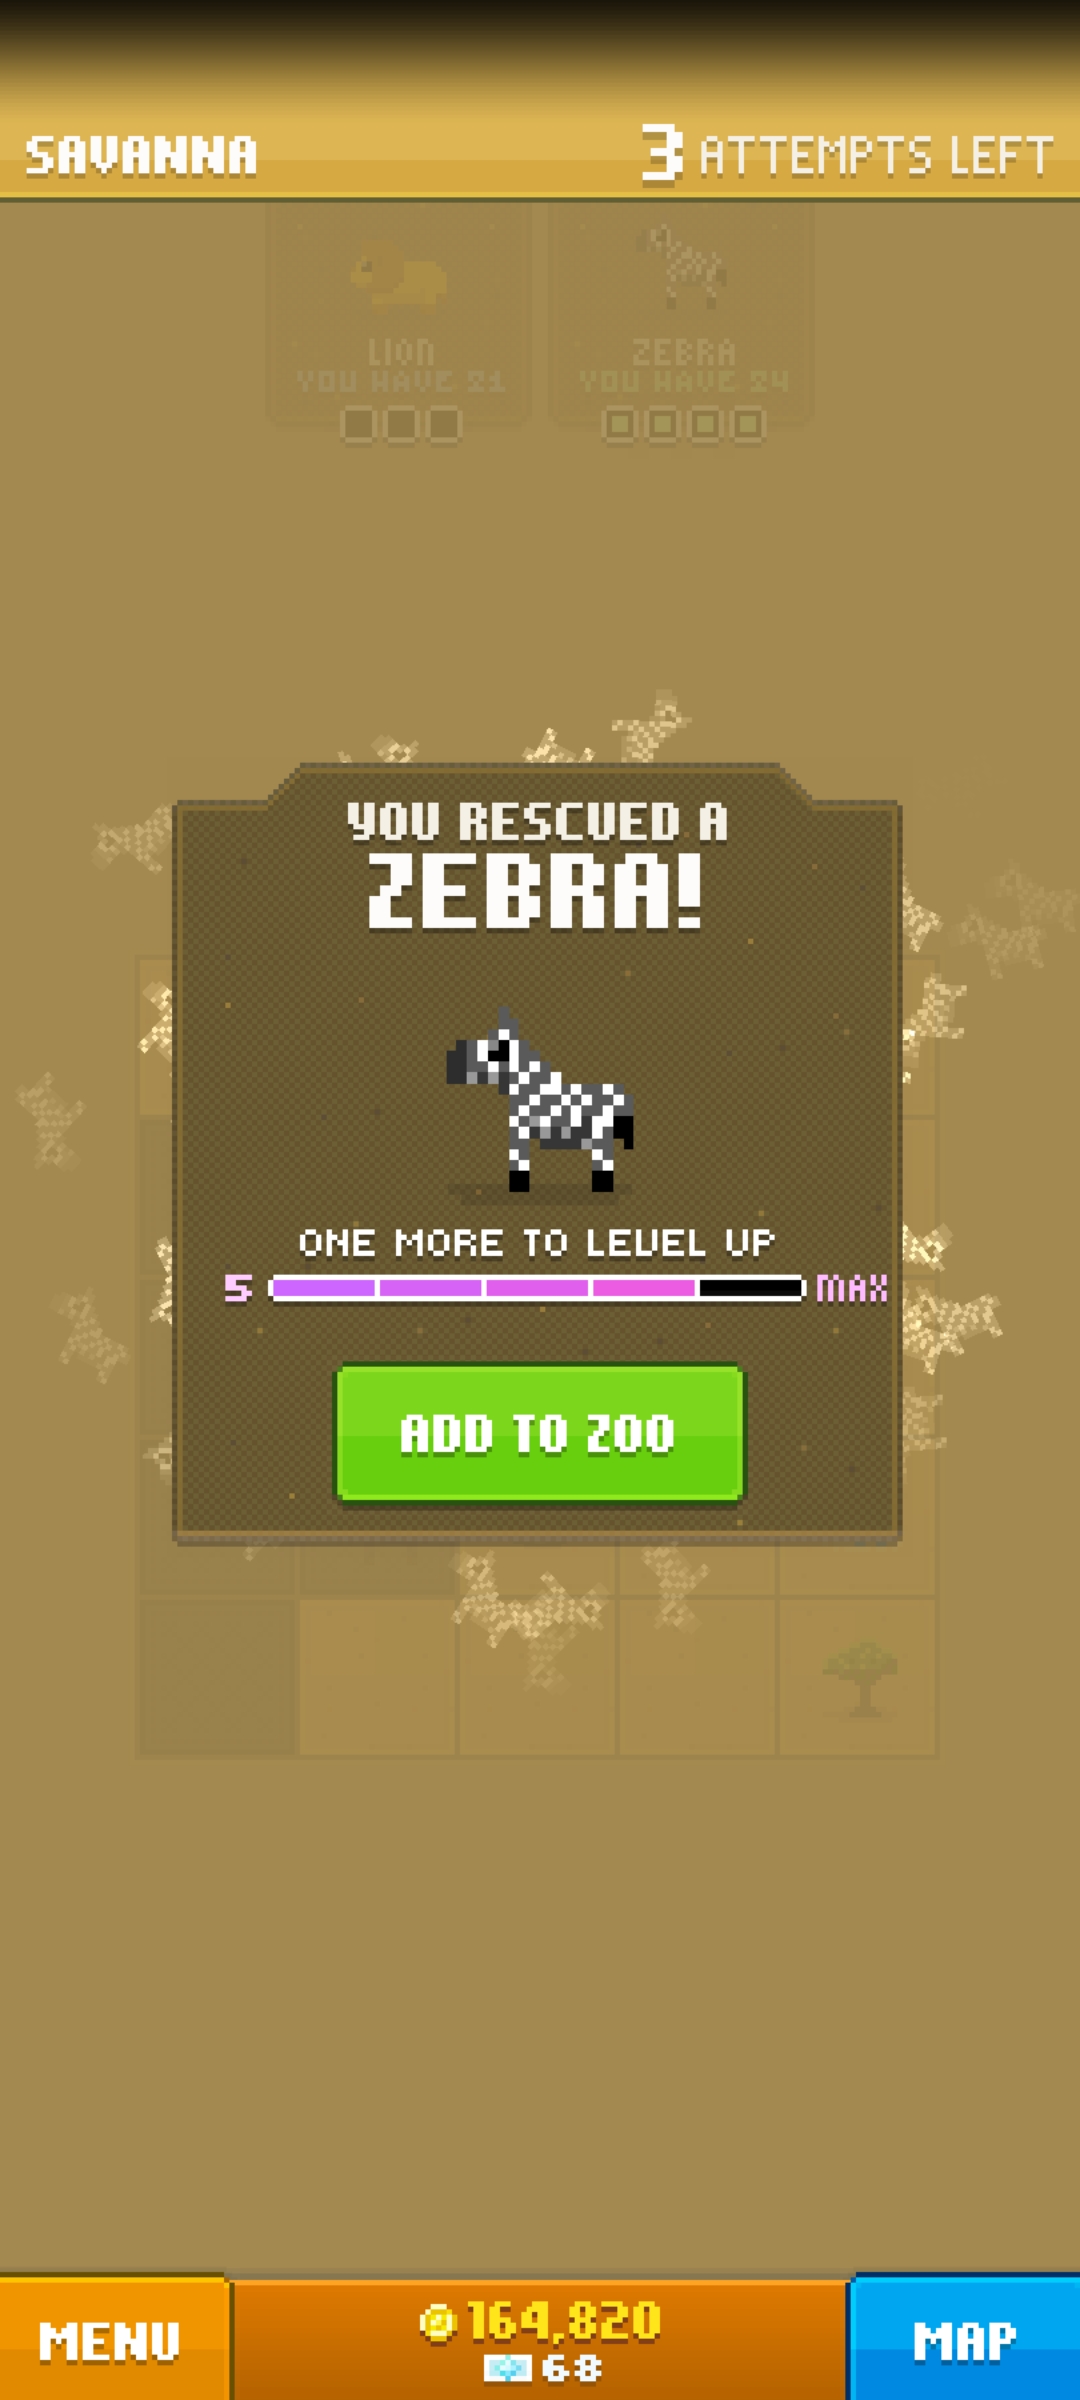 SAVANNA
3 ATTEMPTS LEFT
LION
ZEBRA
YOU HAVE 21
YOU HAVE 24
YOU RESCUED A
ZEBRA!
ONE MORE TO LEVEL UP
5
MAX
ADD TO ZOO
MENU
164,820
68
MAP